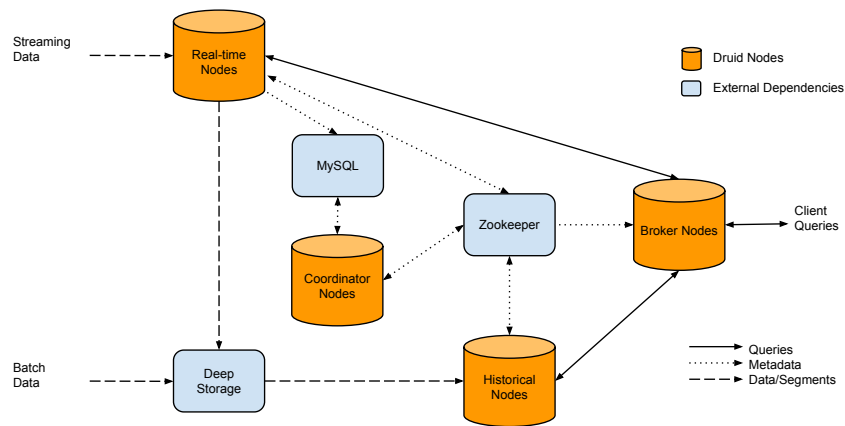 Streaming
Data
Real-time
Nodes
Druid Nodes
External Dependencies
MySQL
Zookeeper
Broker Nodes
Client
Queries
Coordinator
Nodes
Batch
Data
Deep
Storage
Historical
Nodes
Queries
Metadata
Data/Segments